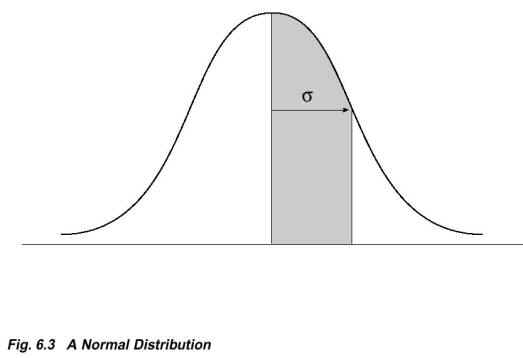 σ
Fig. 6.3 A Normal Distribution